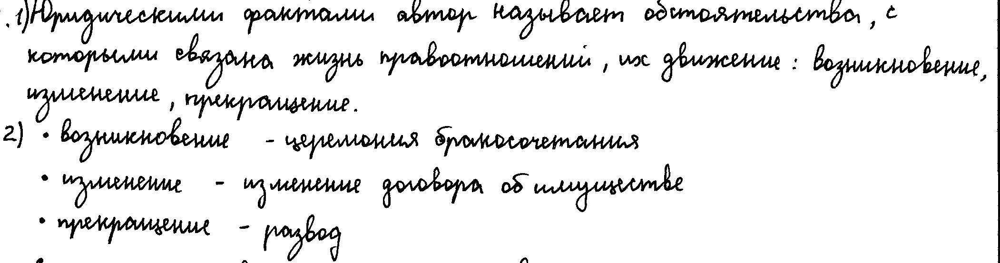 1) Юридическими фактами автор называет обстоятельства, с
которыми связана жизнь правоотношений, их движение: возникновение,
изменение, прекращение.
2) • возникновение - церемония бракосочетания
• изменение - изменение договора об имуществе
• прекращение - развод